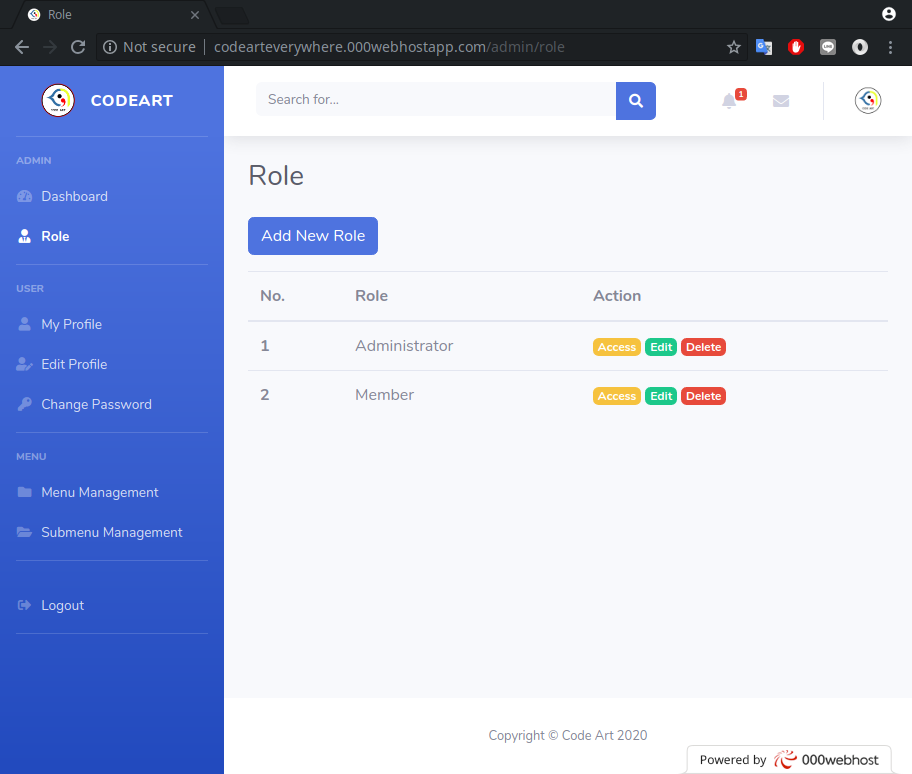 Role
Not secure codearteverywhere.000webhostapp.com/admin/role
CODEART
Search for...
1
ADMIN
Dashboard
Role
USER
My Profile
Edit Profile
Change Password
MENU
Menu Management
Submenu Management
Logout
Role
Add New Role
No. Role Action
1 Administrator Access Edit Delete
2 Member Access Edit Delete
Copyright © Code Art 2020
Powered by 000webhost